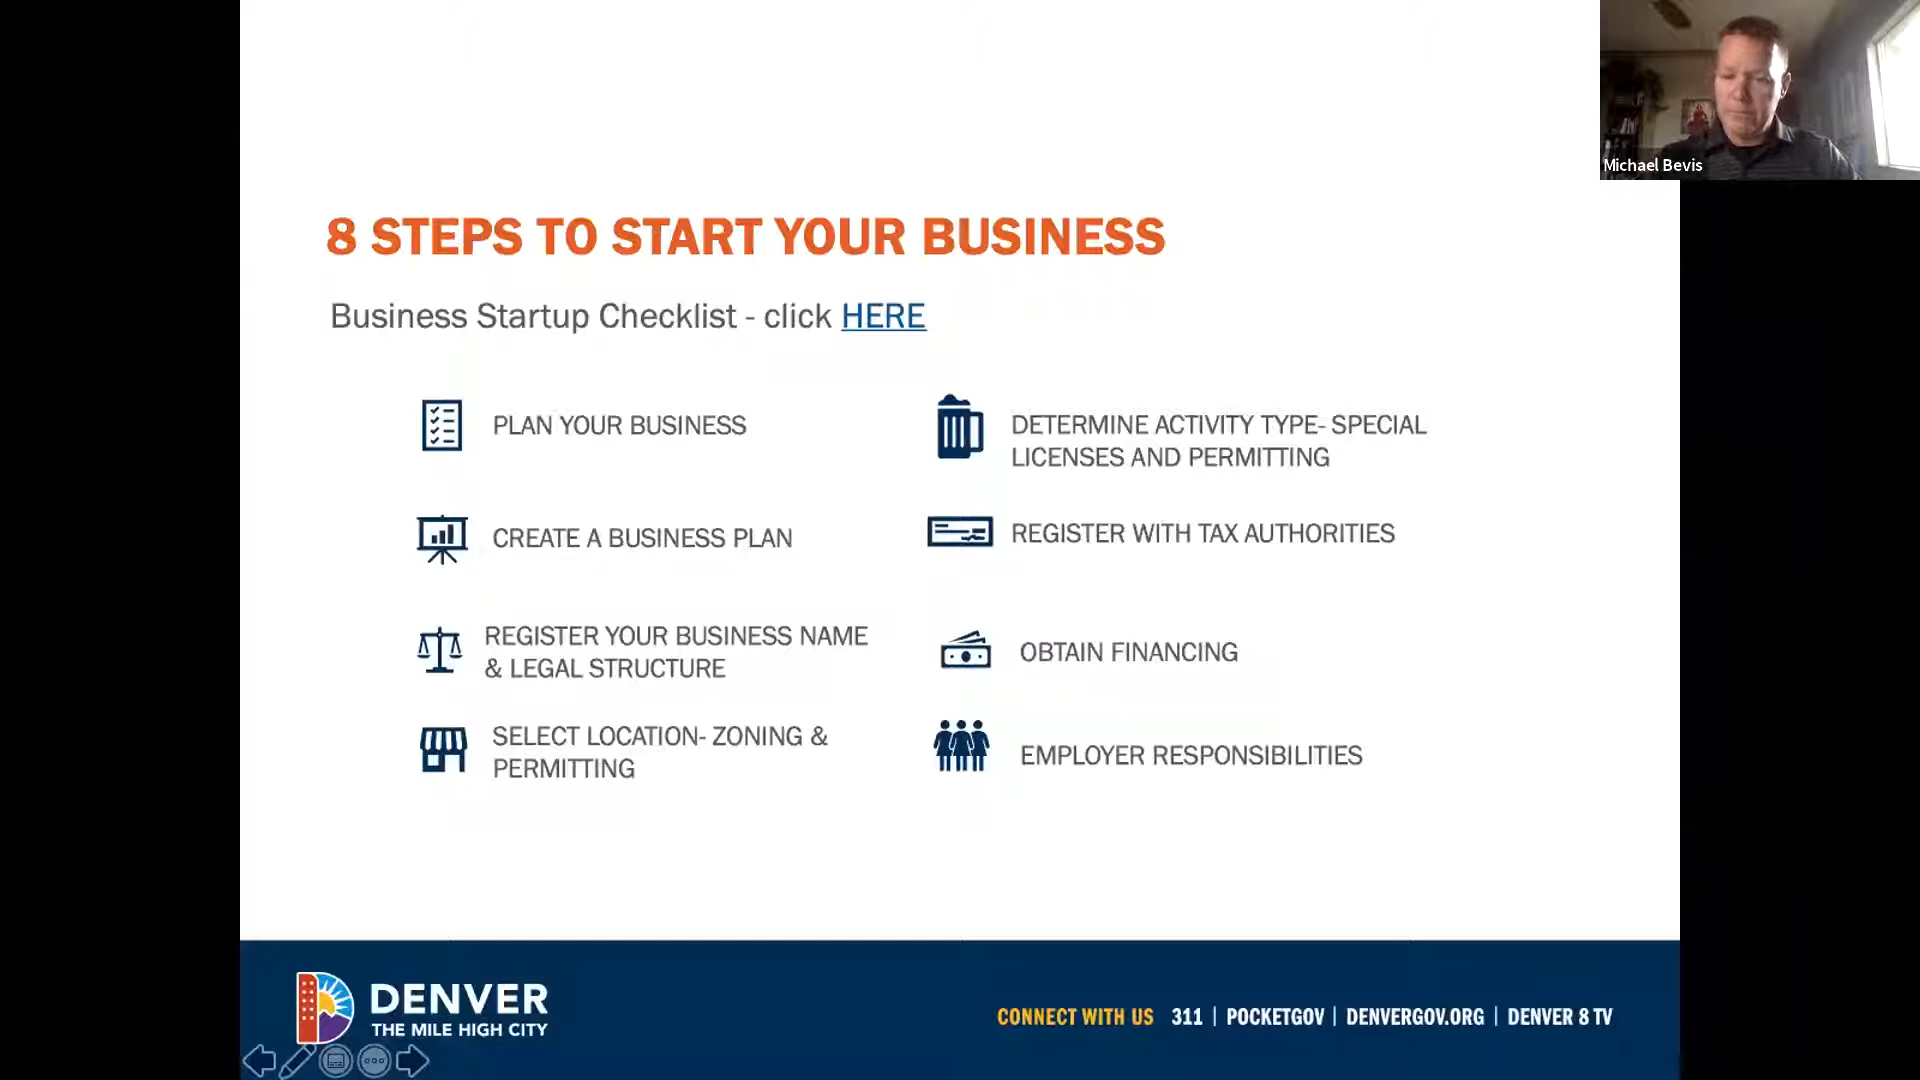 Michael Bevis
8 STEPS TO START YOUR BUSINESS
Business Startup Checklist - click HERE
PLAN YOUR BUSINESS
CREATE A BUSINESS PLAN
REGISTER YOUR BUSINESS NAME
& LEGAL STRUCTURE
SELECT LOCATION- ZONING &
PERMITTING
DETERMINE ACTIVITY TYPE- SPECIAL
LICENSES AND PERMITTING
REGISTER WITH TAX AUTHORITIES
OBTAIN FINANCING
EMPLOYER RESPONSIBILITIES
DENVER
THE MILE HIGH CITY
CONNECT WITH US 311 | POCKETGOV | DENVERGOV.ORG | DENVER 8 TV